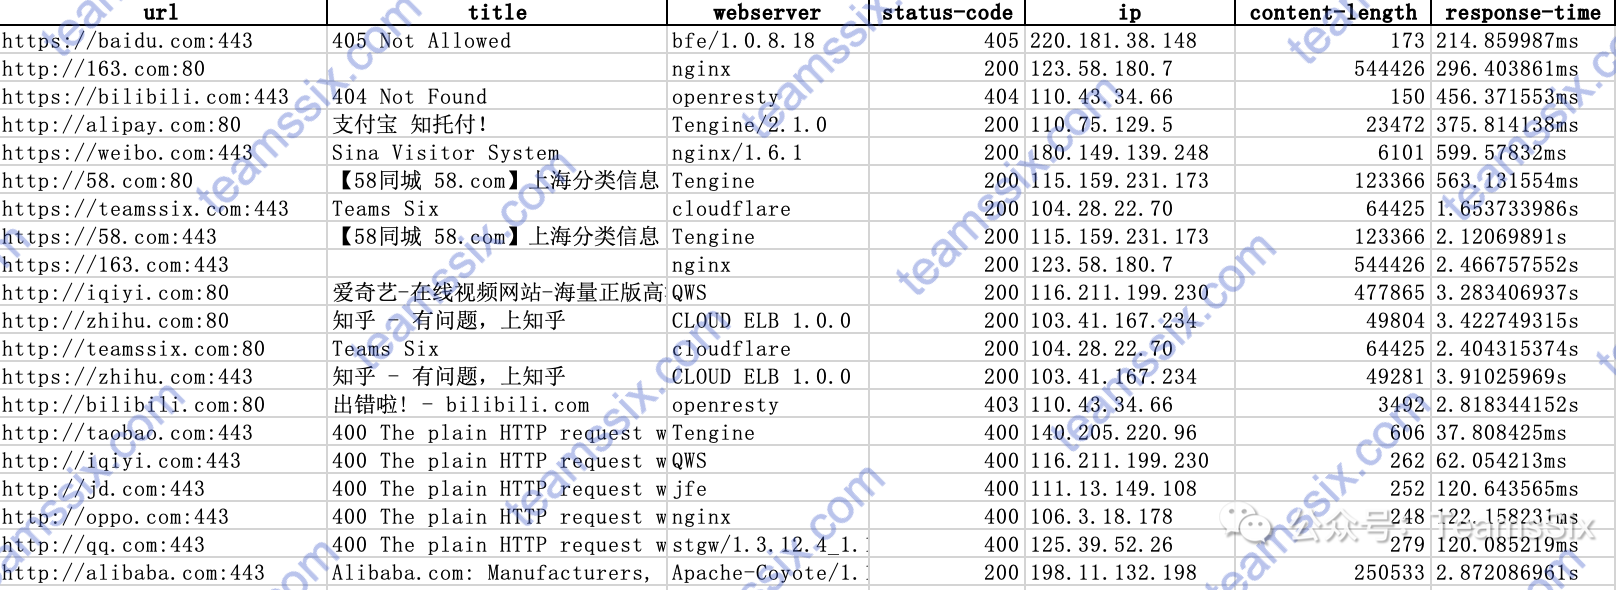 url title webserver status-code ip content-length response-time
https://baidu.com:443 405 Not Allowed bfe/1.0.8.18 405 220.181.38.148 173 214.859987ms
http://163.com:80 nginx 200 123.58.180.7 544426 296.403861ms
https://bilibili.com:443 404 Not Found openresty 404 110.43.34.66 150 456.371553ms
http://alipay.com:80 支付宝 知托付! Tengine/2.1.0 200 110.75.129.5 23472 375.814138ms
https://weibo.com:443 Sina Visitor System nginx/1.6.1 200 180.149.139.248 6101 599.57832ms
http://58.com:80 【58同城 58.com】上海分类信息 Tengine 200 115.159.231.173 123366 563.131554ms
https://teamssix.com:443 Teams Six cloudflare 200 104.28.22.70 64425 1.653733986s
https://58.com:443 【58同城 58.com】上海分类信息 Tengine 200 115.159.231.173 123366 2.12069891s
https://163.com:443 nginx 200 123.58.180.7 544426 2.466757552s
http://iqiyi.com:80 爱奇艺-在线视频网站-海量正版高 QWS 200 116.211.199.230 477865 3.283406937s
http://zhihu.com:80 知乎 - 有问题，上知乎 CLOUD ELB 1.0.0 200 103.41.167.234 49804 3.422749315s
http://teamssix.com:80 Teams Six cloudflare 200 104.28.22.70 64425 2.404315374s
https://zhihu.com:443 知乎 - 有问题，上知乎 CLOUD ELB 1.0.0 200 103.41.167.234 49281 3.91025969s
http://bilibili.com:80 出错啦! - bilibili.com openresty 403 110.43.34.66 3492 2.818344152s
http://taobao.com:443 400 The plain HTTP request w Tengine 400 140.205.220.96 606 37.808425ms
http://iqiyi.com:443 400 The plain HTTP request w QWS 400 116.211.199.230 262 62.054213ms
http://jd.com:443 400 The plain HTTP request w jfe 400 111.13.149.108 252 120.643565ms
http://oppo.com:443 400 The plain HTTP request w nginx 400 106.3.18.178 248 122.158231ms
http://qq.com:443 400 The plain HTTP request w stgw/1.3.12.4_1.1 400 125.39.52.26 279 120.085219ms
http://alibaba.com:443 Alibaba.com: Manufacturers, Apache-Coyote/1.1 200 198.11.132.198 250533 2.872086961s
teamssix.com
公众号：TeamsSix